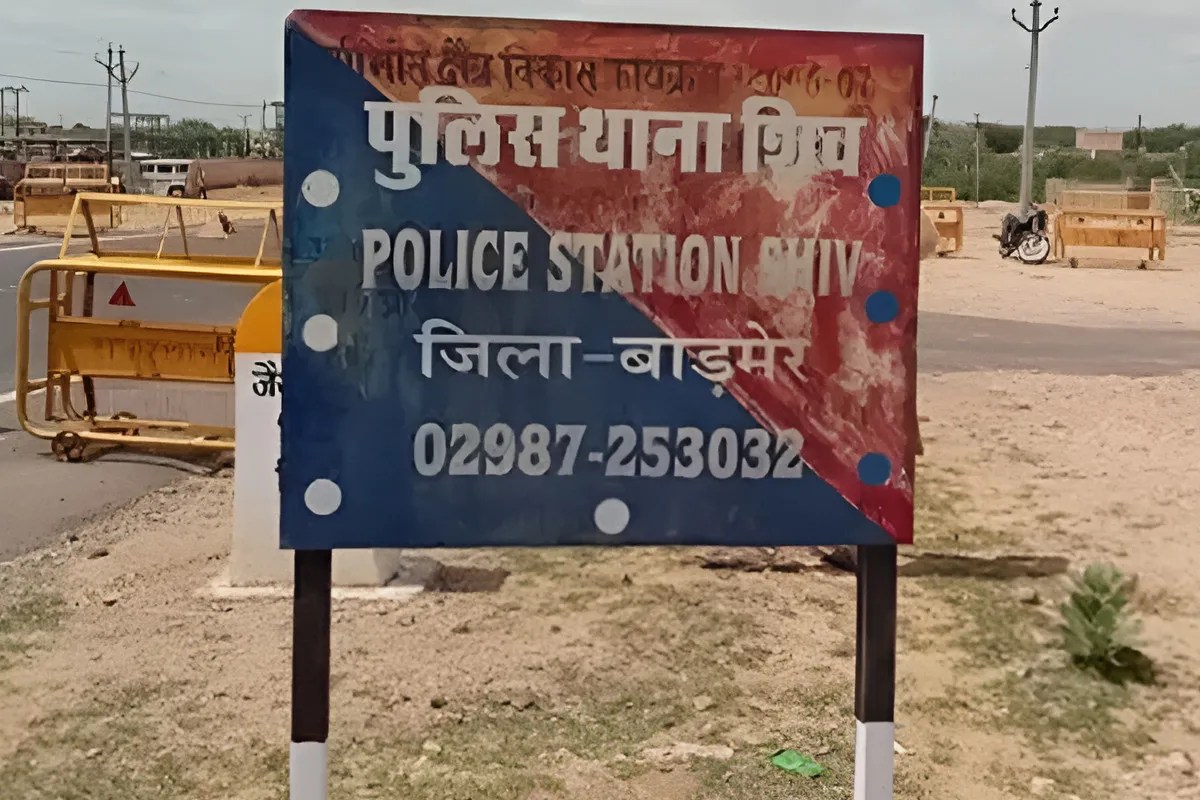 क्षेत्र विकास
पुलिस थाना शिव
POLICE STATION SHIV
जिला-बाड़मेर
02987-253032
जै